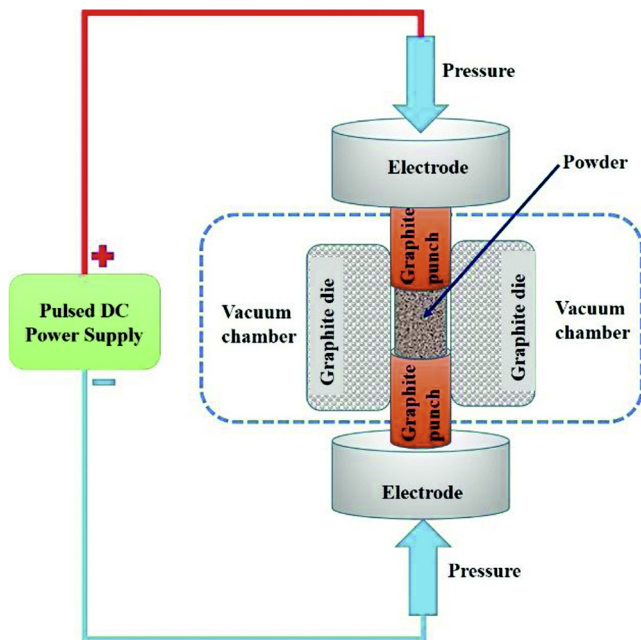 Pressure
Electrode
Powder
Graphite
punch
+
Pulsed DC
Power Supply
Vacuum
chamber
Graphite die
Graphite die
Vacuum
chamber
−
Graphite
punch
Electrode
Pressure